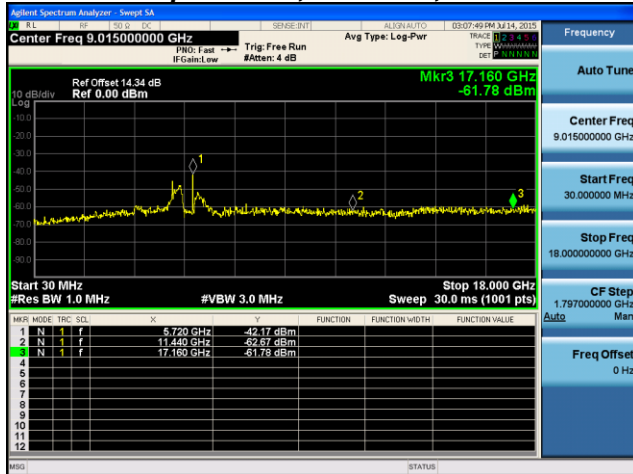 Agilent Spectrum Analyzer - Swept SA
RL RF 50 Ω DC SENSE:INT ALIGNAUTO 03:07:49 PM Jul 14, 2015
Center Freq 9.015000000 GHz
PNO: Fast
IFGain:Low
Trig: Free Run
#Atten: 4 dB
Avg Type: Log-Pwr
TRACE 1 2 3 4 5 6
TYPE
DET P N N N N N
Ref Offset 14.34 dB
10 dB/div Ref 0.00 dBm
Log
Mkr3 17.160 GHz
-61.78 dBm
-10.0
-20.0
-30.0
-40.0
-50.0
-60.0
-70.0
-80.0
-90.0
1
2
3
Start 30 MHz Stop 18.000 GHz
#Res BW 1.0 MHz #VBW 3.0 MHz Sweep 30.0 ms (1001 pts)
MKR MODE TRC SCL X Y FUNCTION FUNCTION WIDTH FUNCTION VALUE
1 N 1 f 5.720 GHz -42.17 dBm
2 N 1 f 11.440 GHz -62.67 dBm
3 N 1 f 17.160 GHz -61.78 dBm
4
5
6
7
8
9
10
11
12
MSG STATUS
Frequency
Auto Tune
Center Freq
9.015000000 GHz
Start Freq
30.000000 MHz
Stop Freq
18.000000000 GHz
CF Step
1.797000000 GHz
Auto Man
Freq Offset
0 Hz